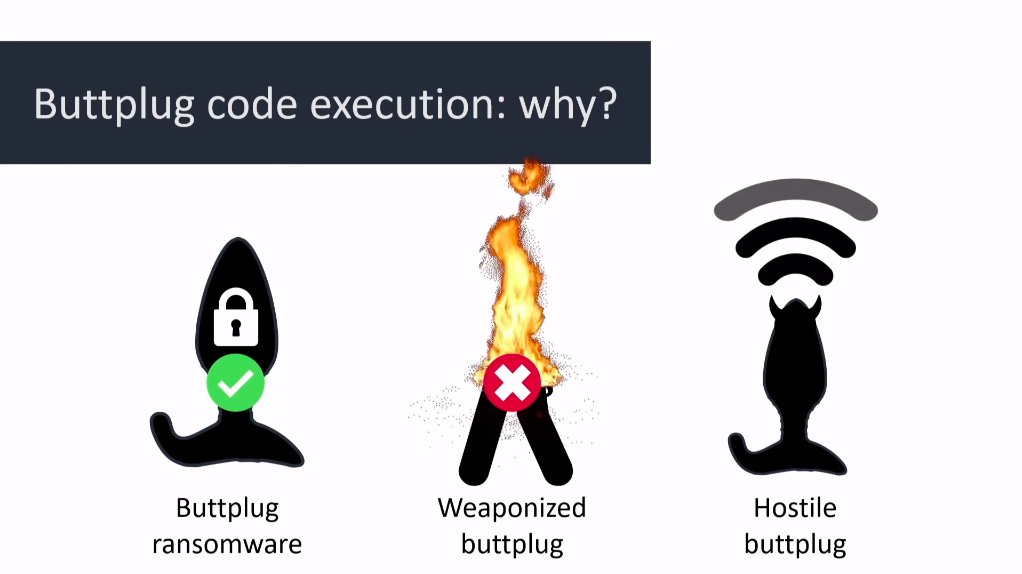 Buttplug code execution: why?
Buttplug
ransomware
Weaponized
buttplug
Hostile
buttplug